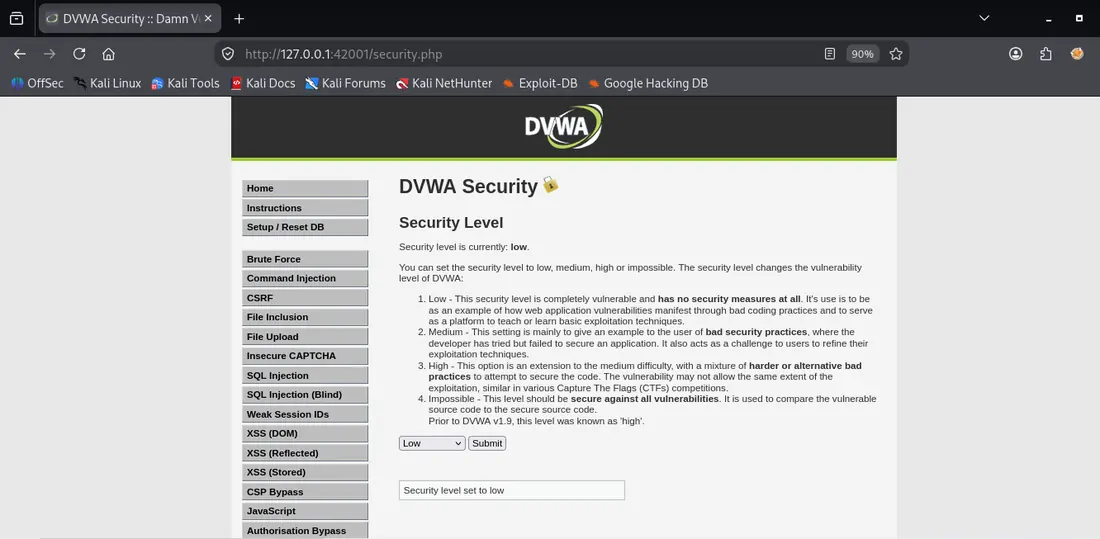 DVWA Security :: Damn V
http://127.0.0.1:42001/security.php
90%
OffSec
Kali Linux
Kali Tools
Kali Docs
Kali Forums
Kali NetHunter
Exploit-DB
Google Hacking DB
DVWA
Home
Instructions
Setup / Reset DB
Brute Force
Command Injection
CSRF
File Inclusion
File Upload
Insecure CAPTCHA
SQL Injection
SQL Injection (Blind)
Weak Session IDs
XSS (DOM)
XSS (Reflected)
XSS (Stored)
CSP Bypass
JavaScript
Authorisation Bypass
DVWA Security
Security Level
Security level is currently: low.
You can set the security level to low, medium, high or impossible. The security level changes the vulnerability
level of DVWA:
1. Low - This security level is completely vulnerable and has no security measures at all. It's use is to be
as an example of how web application vulnerabilities manifest through bad coding practices and to serve
as a platform to teach or learn basic exploitation techniques.
2. Medium - This setting is mainly to give an example to the user of bad security practices, where the
developer has tried but failed to secure an application. It also acts as a challenge to users to refine their
exploitation techniques.
3. High - This option is an extension to the medium difficulty, with a mixture of harder or alternative bad
practices to attempt to secure the code. The vulnerability may not allow the same extent of the
exploitation, similar in various Capture The Flags (CTFs) competitions.
4. Impossible - This level should be secure against all vulnerabilities. It is used to compare the vulnerable
source code to the secure source code.
Prior to DVWA v1.9, this level was known as 'high'.
Low
Submit
Security level set to low